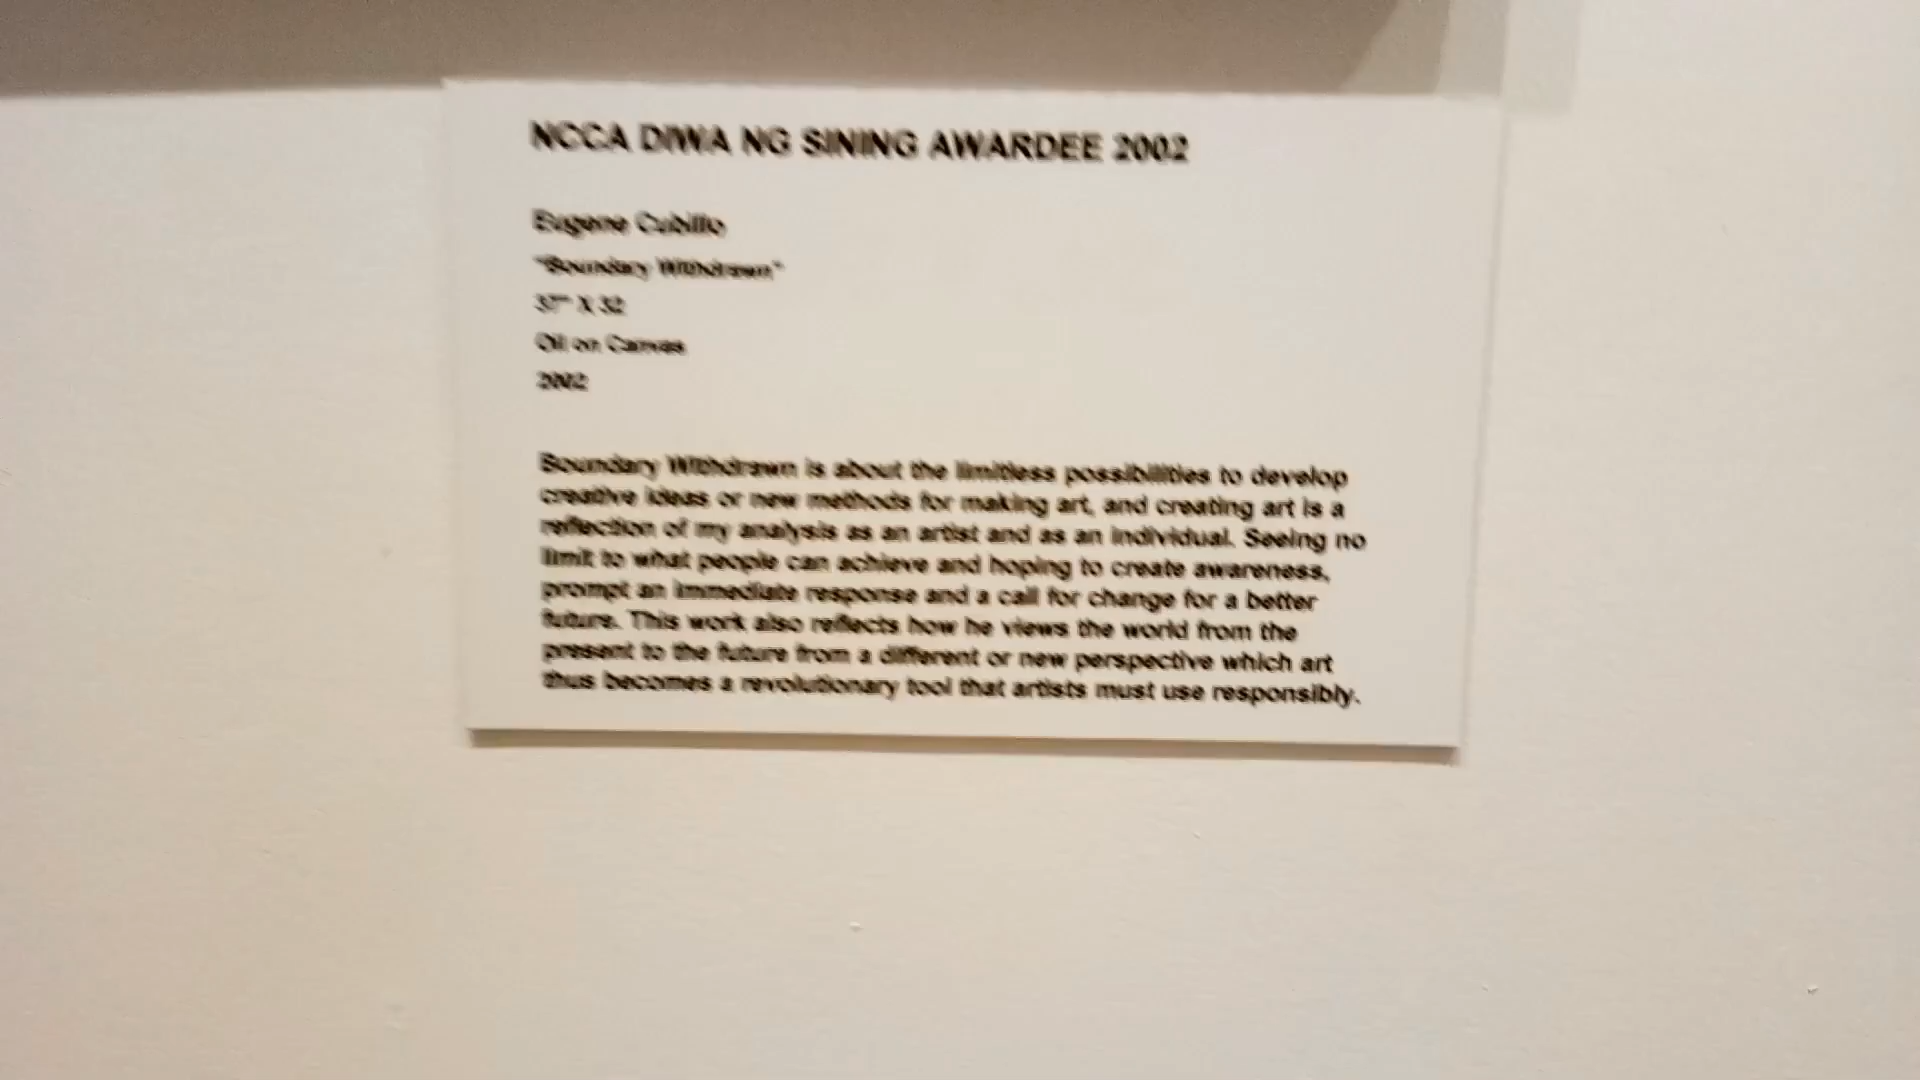 NCCA DIWA NG SINING AWARDEE 2002
Eugene Cubillo
"Boundary Withdrawn"
37" X 32
Oil on Canvas
2002
Boundary Withdrawn is about the limitless possibilities to develop
creative ideas or new methods for making art, and creating art is a
reflection of my analysis as an artist and as an individual. Seeing no
limit to what people can achieve and hoping to create awareness,
prompt an immediate response and a call for change for a better
future. This work also reflects how he views the world from the
present to the future from a different or new perspective which art
thus becomes a revolutionary tool that artists must use responsibly.